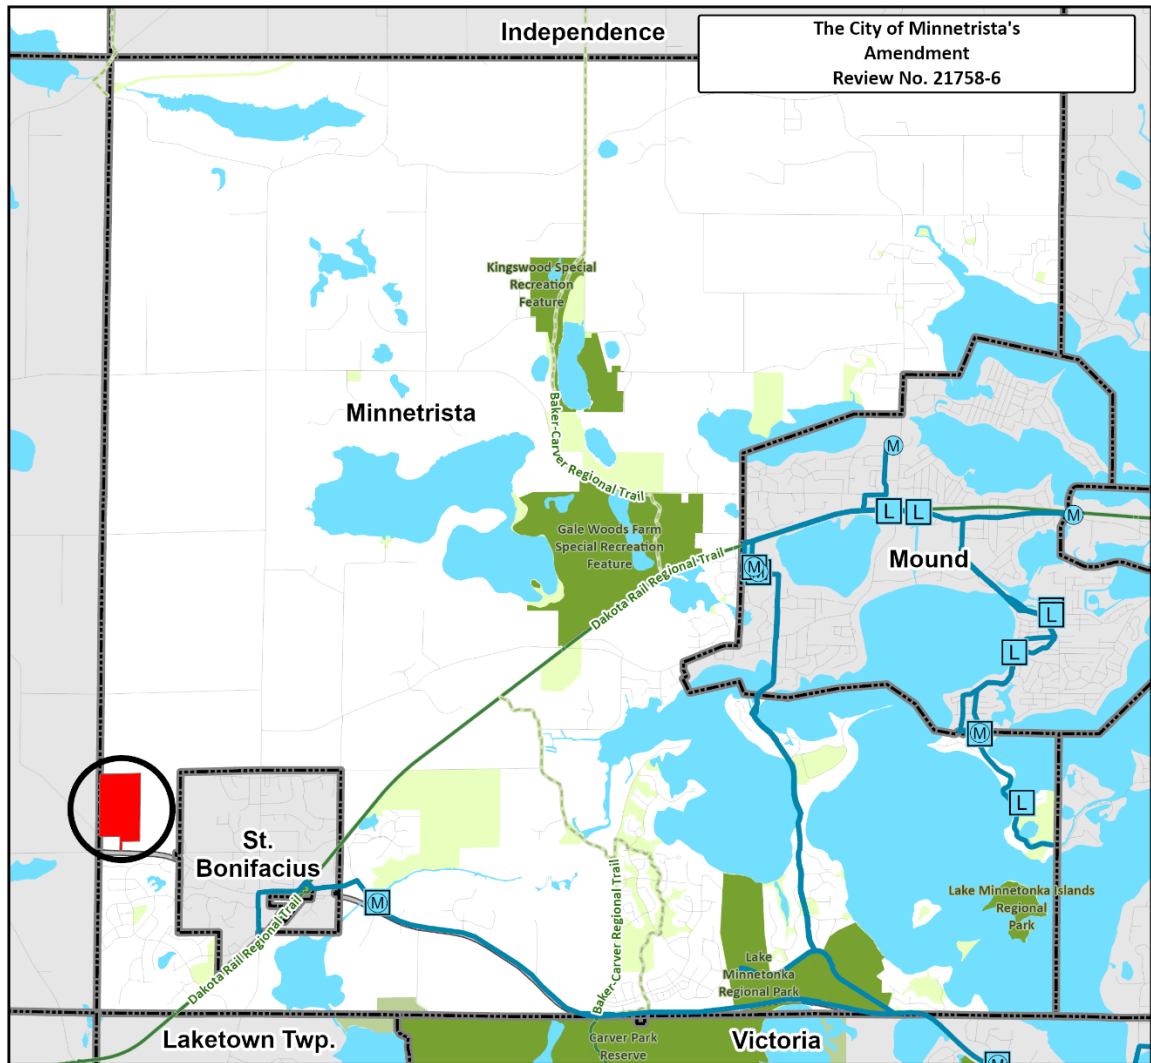 Independence
The City of Minnetrista's
Amendment
Review No. 21758-6
Kingswood Special
Recreation
Feature
Minnetrista
Baker-Carver Regional Trail
M
L L
Gale Woods Farm
Special Recreation
Feature
M
Dakota Rail Regional Trail
Mound
M
M
L
L
M
L
St.
Bonifacius
M
Dakota Rail Regional Trail
Baker-Carver Regional Trail
Lake Minnetonka Islands
Regional
Park
Lake
Minnetonka
Regional Park
Laketown Twp.
Carver Park
Reserve
Victoria
M